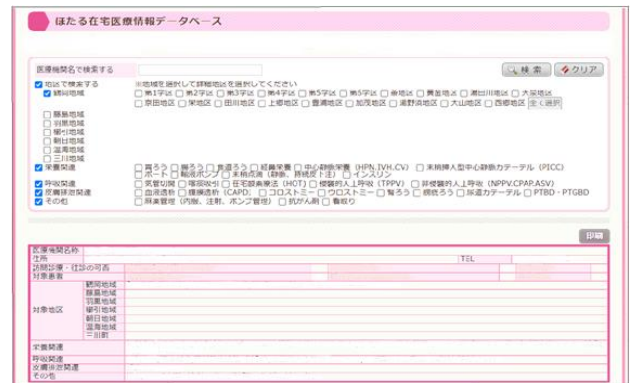 ほたる在宅医療情報データベース
医療機関名で検索する
検 索
クリア
地区で検索する
※地域を選択して詳細地区を選択してください
鶴岡地域
第1学区 第2学区 第3学区 第4学区 第5学区 第6学区 斎地区 黄金地区 湯田川地区 大泉地区
京田地区 栄地区 田川地区 上郷地区 豊浦地区 加茂地区 湯野浜地区 大山地区 西郷地区 全て選択
藤島地域
羽黒地域
櫛引地域
朝日地域
温海地域
三川地域
栄養関連
胃ろう 腸ろう 食道ろう 経鼻栄養 中心静脈栄養 (HPN,IVH,CV) 末梢挿入型中心静脈カテーテル (PICC)
ポート 輸液ポンプ 末梢点滴 (静脈、持続皮下注) インスリン
呼吸関連
気管切開 喀痰吸引 在宅酸素療法 (HOT) 侵襲的人工呼吸 (TPPV) 非侵襲的人工呼吸 (NPPV,CPAP,ASV)
皮膚排泄関連
血液透析 腹膜透析 (CAPD) コロストミー ウロストミー 腎ろう 膀胱ろう 尿道カテーテル PTBD・PTGBD
その他
麻薬管理 (内服、注射、ポンプ管理) 抗がん剤 看取り
印刷
医療機関名称
住所
TEL
訪問診療・往診の可否
対象患者
対象地区
鶴岡地域
藤島地域
羽黒地域
櫛引地域
朝日地域
温海地域
三川町
栄養関連
呼吸関連
皮膚排泄関連
その他